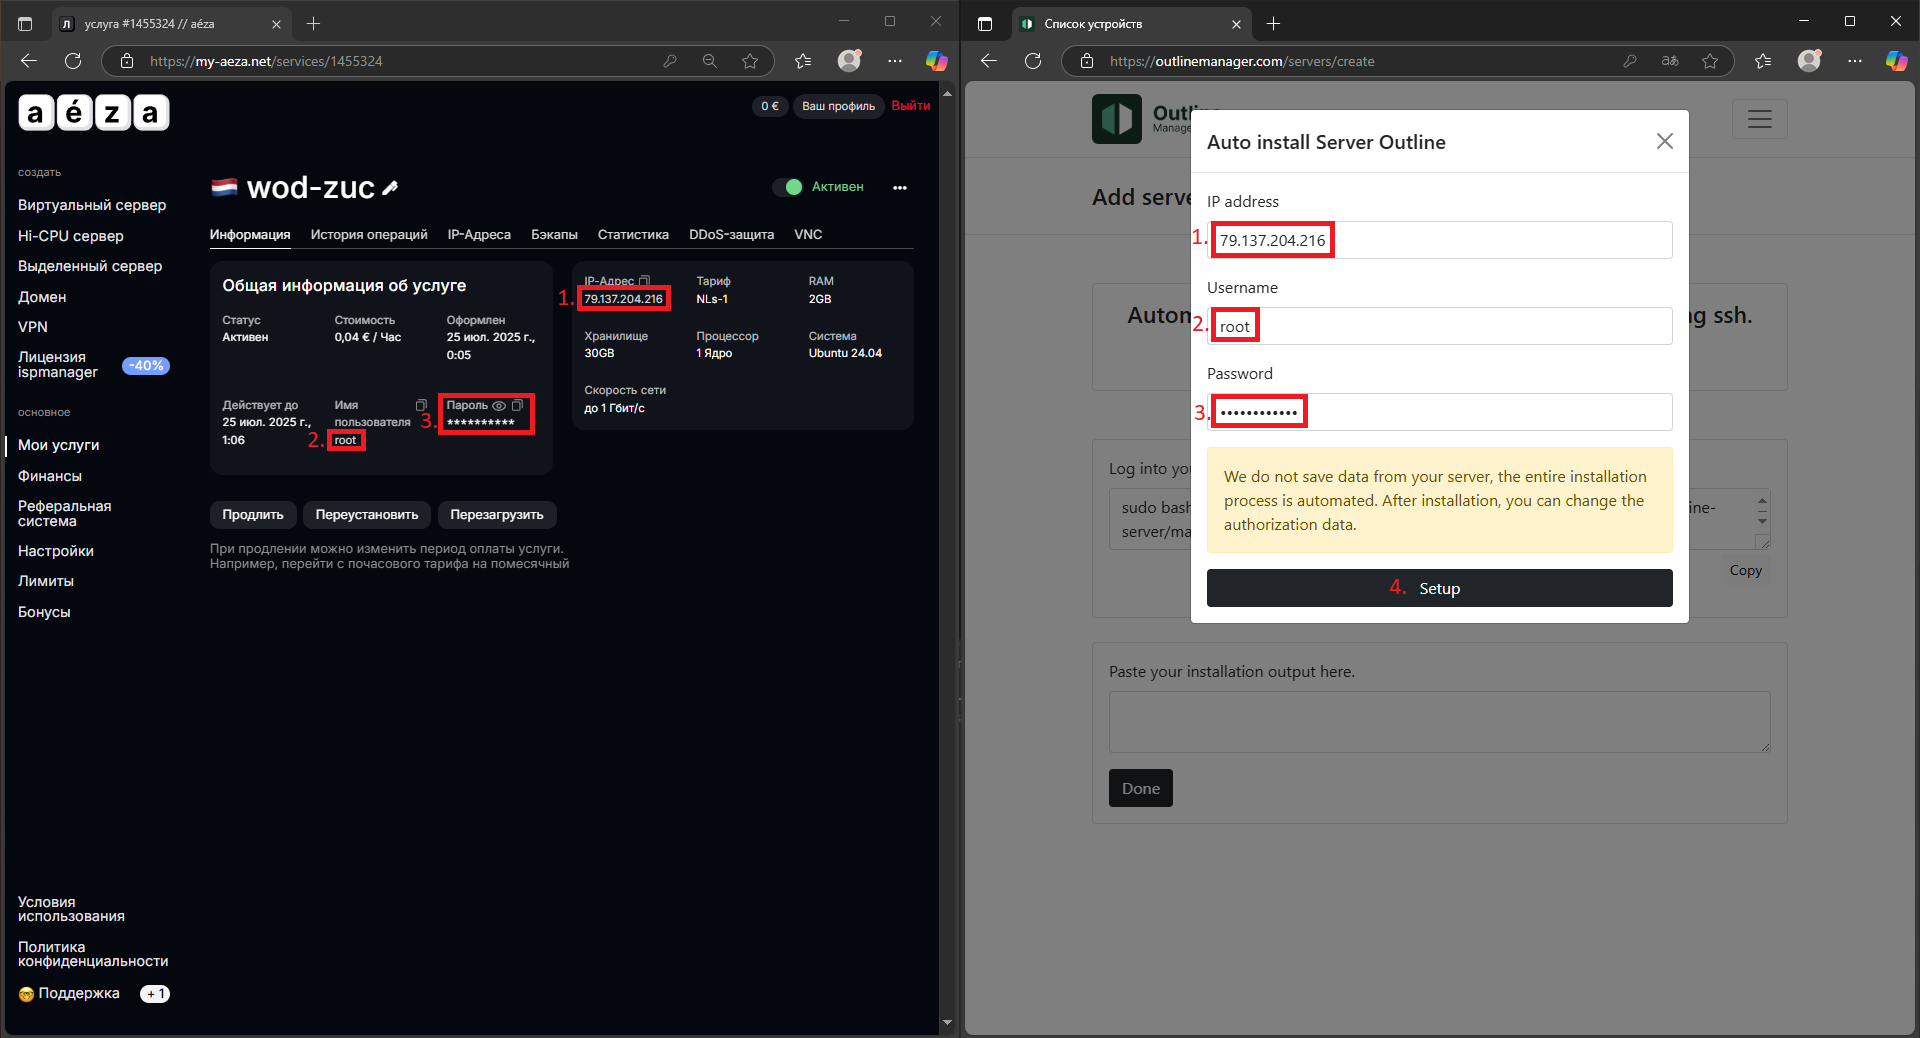 услуга #1455324 // aéza
https://my-aeza.net/services/1455324
aéza
0 €
Ваш профиль
Выйти
создать
Виртуальный сервер
Hi-CPU сервер
Выделенный сервер
Домен
VPN
Лицензия
ispmanager
-40%
основное
Мои услуги
Финансы
Реферальная
система
Настройки
Лимиты
Бонусы
Условия
использования
Политика
конфиденциальности
Поддержка
+ 1
wod-zuc
Активен
Информация
История операций
IP-Адреса
Бэкапы
Статистика
DDoS-защита
VNC
Общая информация об услуге
Статус
Активен
Стоимость
0,04 € / Час
Оформлен
25 июл. 2025 г.,
0:05
Действует до
25 июл. 2025 г.,
1:06
Имя
пользователя
2. root
Пароль
3. **********
IP-Адрес
1. 79.137.204.216
Тариф
NLs-1
RAM
2GB
Хранилище
30GB
Процессор
1 Ядро
Система
Ubuntu 24.04
Скорость сети
до 1 Гбит/с
Продлить
Переустановить
Перезагрузить
При продлении можно изменить период оплаты услуги.
Например, перейти с почасового тарифа на помесячный
Список устройств
https://outlinemanager.com/servers/create
Outline
Manage
Add serve
Autom
ng ssh.
Log into you
sudo bash
ine-
server/ma
Copy
Auto install Server Outline
IP address
1. 79.137.204.216
Username
2. root
Password
3. ••••••••••••
We do not save data from your server, the entire installation
process is automated. After installation, you can change the
authorization data.
4. Setup
Paste your installation output here.
Done